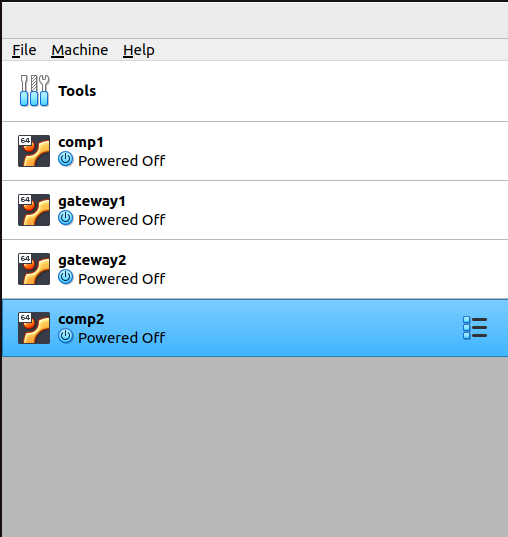 File Machine Help
Tools
64
comp1
Powered Off
64
gateway1
Powered Off
64
gateway2
Powered Off
64
comp2
Powered Off